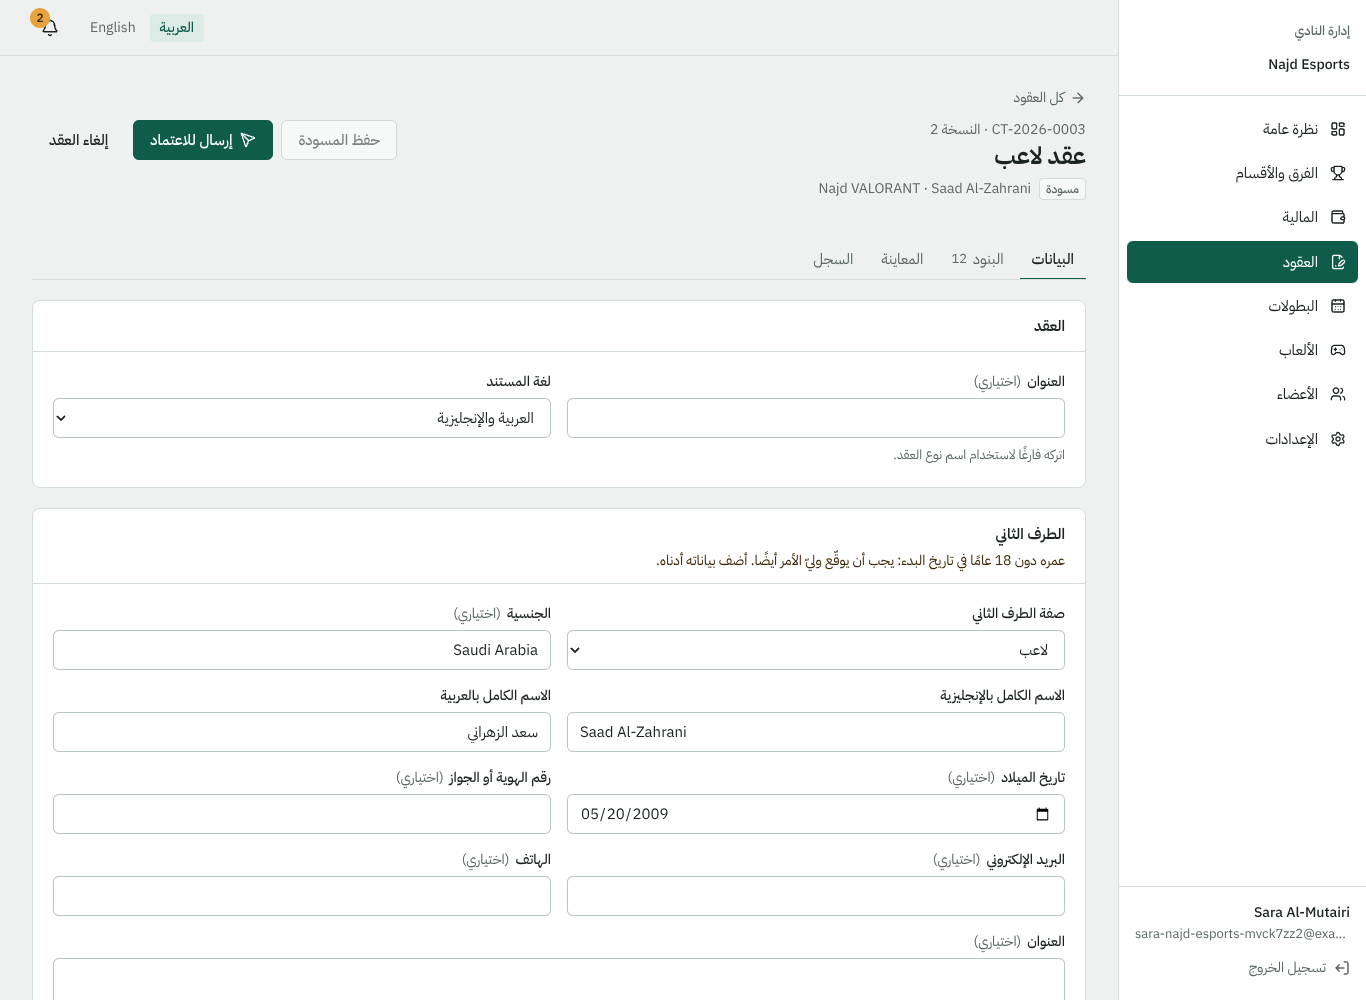 إدارة النادي
Najd Esports
نظرة عامة
الفرق والأقسام
المالية
العقود
البطولات
الألعاب
الأعضاء
الإعدادات
Sara Al-Mutairi
sara-najd-esports-mvck7zz2@exa...
تسجيل الخروج
العربية
English
2
كل العقود
CT-2026-0003 · النسخة 2
عقد لاعب
مسودة
Najd VALORANT · Saad Al-Zahrani
حفظ المسودة
إرسال للاعتماد
إلغاء العقد
البيانات
البنود 12
المعاينة
السجل
العقد
العنوان (اختياري)
اتركه فارغًا لاستخدام اسم نوع العقد.
لغة المستند
العربية والإنجليزية
الطرف الثاني
عمره دون 18 عامًا في تاريخ البدء: يجب أن يوقّع وليّ الأمر أيضًا. أضف بياناته أدناه.
صفة الطرف الثاني
لاعب
الجنسية (اختياري)
Saudi Arabia
الاسم الكامل بالإنجليزية
Saad Al-Zahrani
الاسم الكامل بالعربية
سعد الزهراني
تاريخ الميلاد (اختياري)
05/20/2009
رقم الهوية أو الجواز (اختياري)
البريد الإلكتروني (اختياري)
الهاتف (اختياري)
العنوان (اختياري)